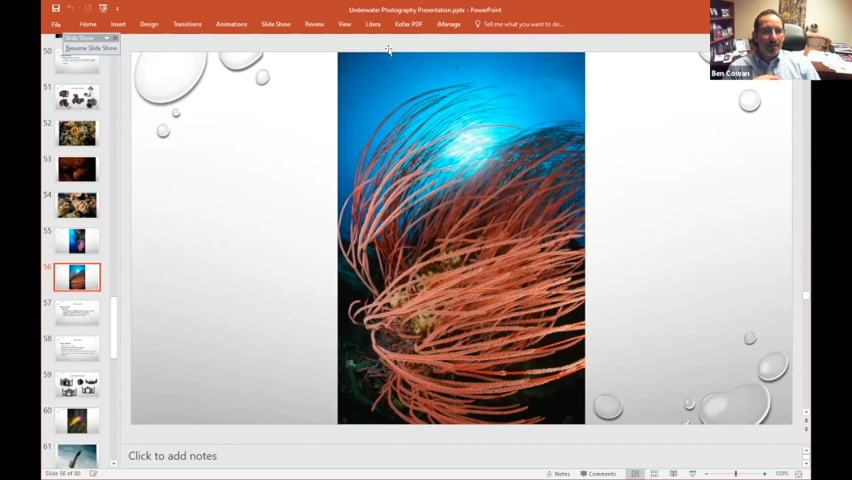 Underwater Photography Presentation.pptx - PowerPoint
File Home Insert Design Transitions Animations Slide Show Review View Litera Kofax PDF iManage Tell me what you want to do...
Slide Show
Resume Slide Show
Ben Cowan
50
51
52
53
54
55
56
57
58
59
60
61
Click to add notes
Slide 56 of 80 Notes Comments 103%